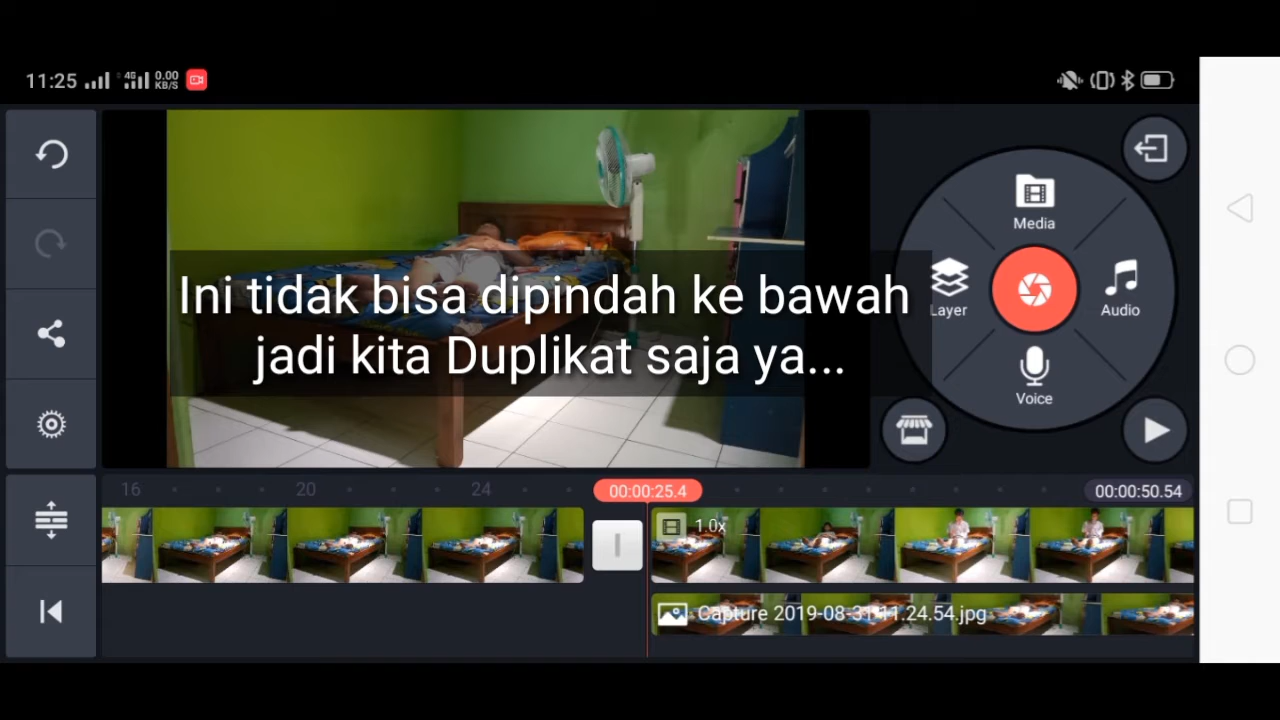 11:25 4G 0.00 KB/S
Media
Layer
Audio
Voice
Ini tidak bisa dipindah ke bawah
jadi kita Duplikat saja ya...
16 20 24 00:00:25.4 00:00:50.54
1.0x
Capture 2019-08-31 11.24.54.jpg